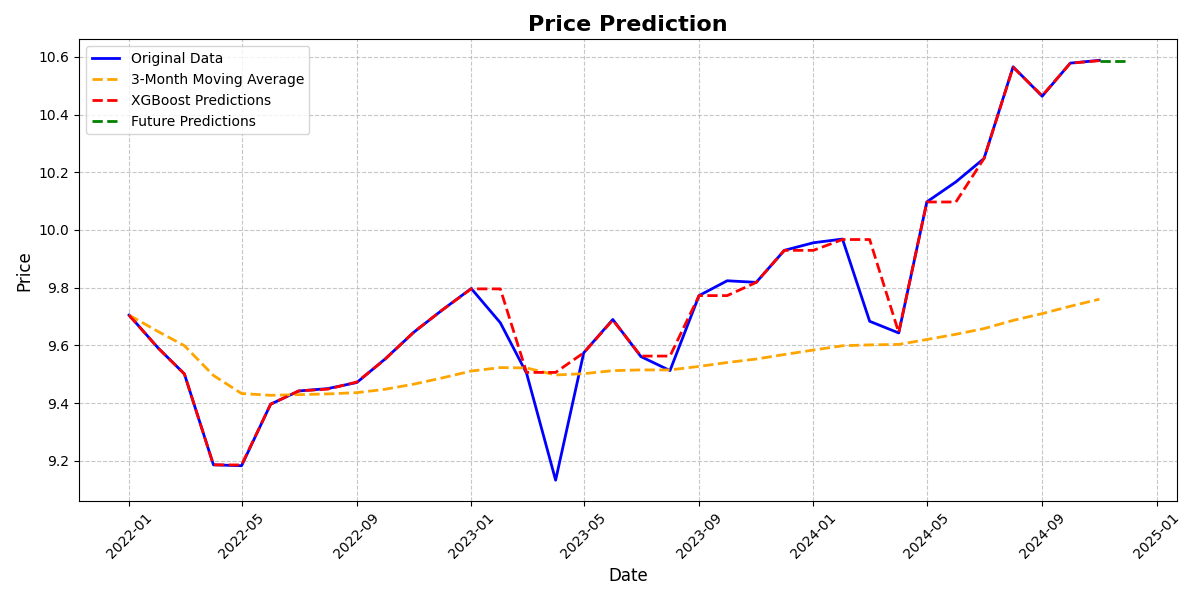 Price Prediction
Original Data
3-Month Moving Average
XGBoost Predictions
Future Predictions
Price
10.6
10.4
10.2
10.0
9.8
9.6
9.4
9.2
2022-01
2022-05
2022-09
2023-01
2023-05
2023-09
2024-01
2024-05
2024-09
2025-01
Date